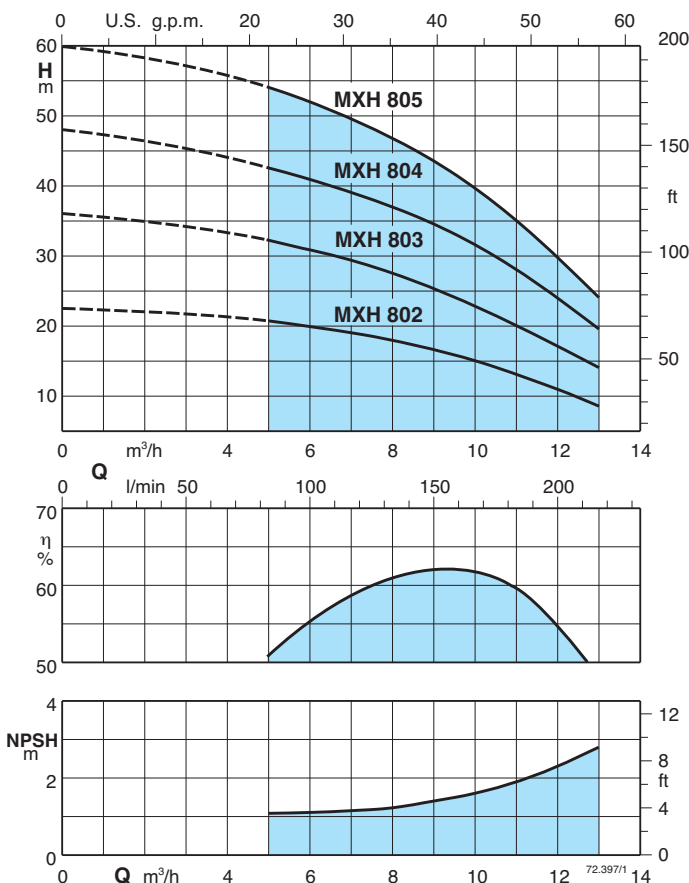 0 U.S. g.p.m. 20 30 40 50 60
60 200
H
m
50
MXH 805
150
MXH 804
40
ft
MXH 803
30 100
MXH 802
20
50
10
0 m³/h 4 6 8 10 12 14
Q
0 l/min 50 100 150 200
70
η
%
60
50
4
12
NPSH
m
8
ft
2
4
0 0
72.397/1
0 Q m³/h 6 8 10 12 14